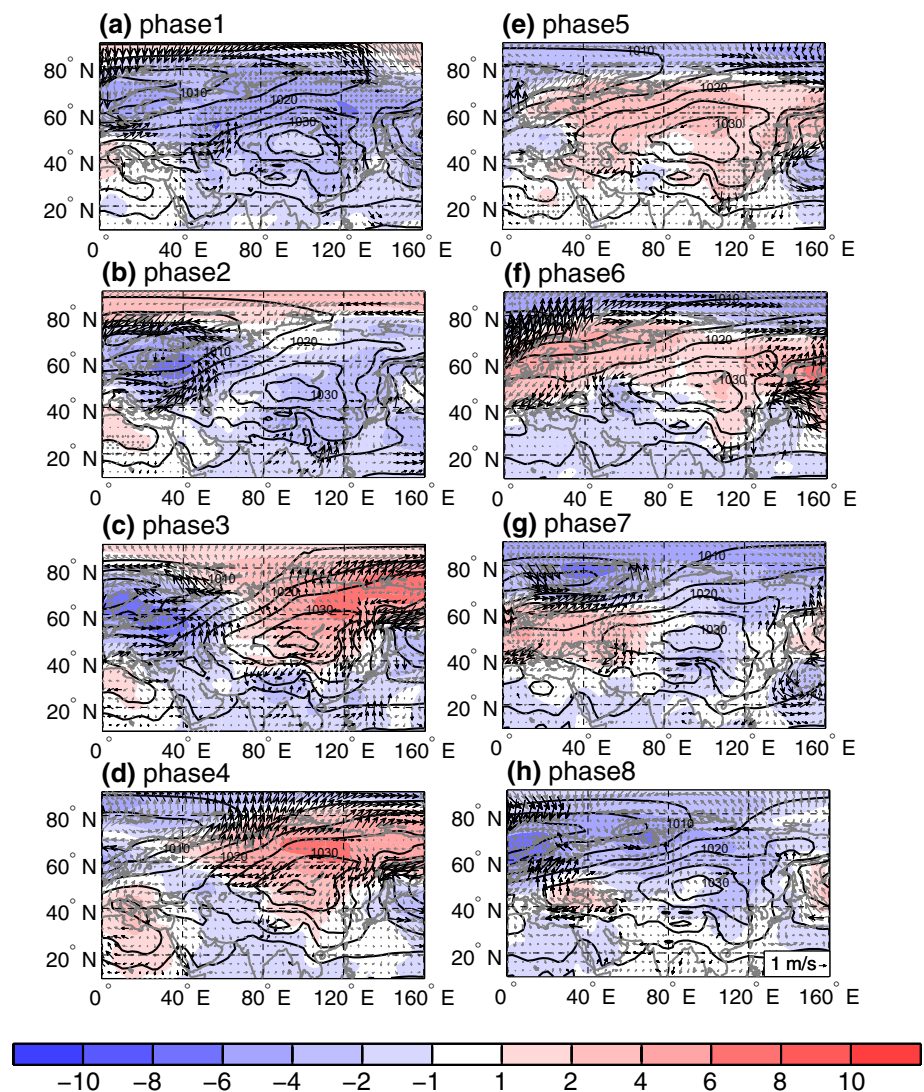 (a) phase1
80° N
60° N
40° N
20° N
0° 40° E 80° E 120° E 160° E
1010
1020
1030
(b) phase2
80° N
60° N
40° N
20° N
0° 40° E 80° E 120° E 160° E
1010
1020
1030
(c) phase3
80° N
60° N
40° N
20° N
0° 40° E 80° E 120° E 160° E
1010
1020
1030
(d) phase4
80° N
60° N
40° N
20° N
0° 40° E 80° E 120° E 160° E
1010
1020
1030
(e) phase5
80° N
60° N
40° N
20° N
0° 40° E 80° E 120° E 160° E
1010
1020
1030
(f) phase6
80° N
60° N
40° N
20° N
0° 40° E 80° E 120° E 160° E
1010
1020
1030
(g) phase7
80° N
60° N
40° N
20° N
0° 40° E 80° E 120° E 160° E
1010
1020
1030
(h) phase8
80° N
60° N
40° N
20° N
0° 40° E 80° E 120° E 160° E
1010
1020
1030
1 m/s
−10 −8 −6 −4 −2 −1 1 2 4 6 8 10